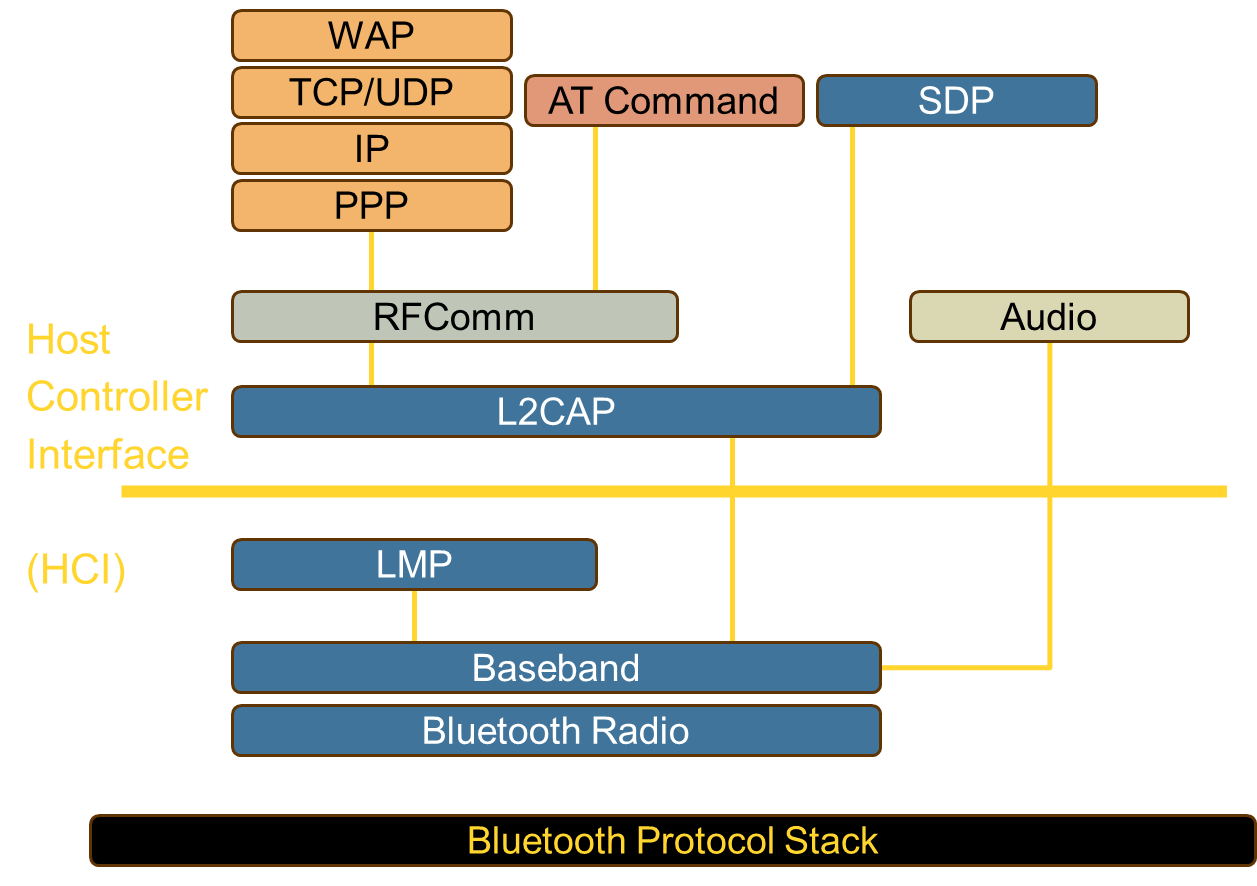 WAP
TCP/UDP
AT Command
SDP
IP
PPP
RFComm
Audio
Host
Controller
Interface
L2CAP
(HCI)
LMP
Baseband
Bluetooth Radio
Bluetooth Protocol Stack